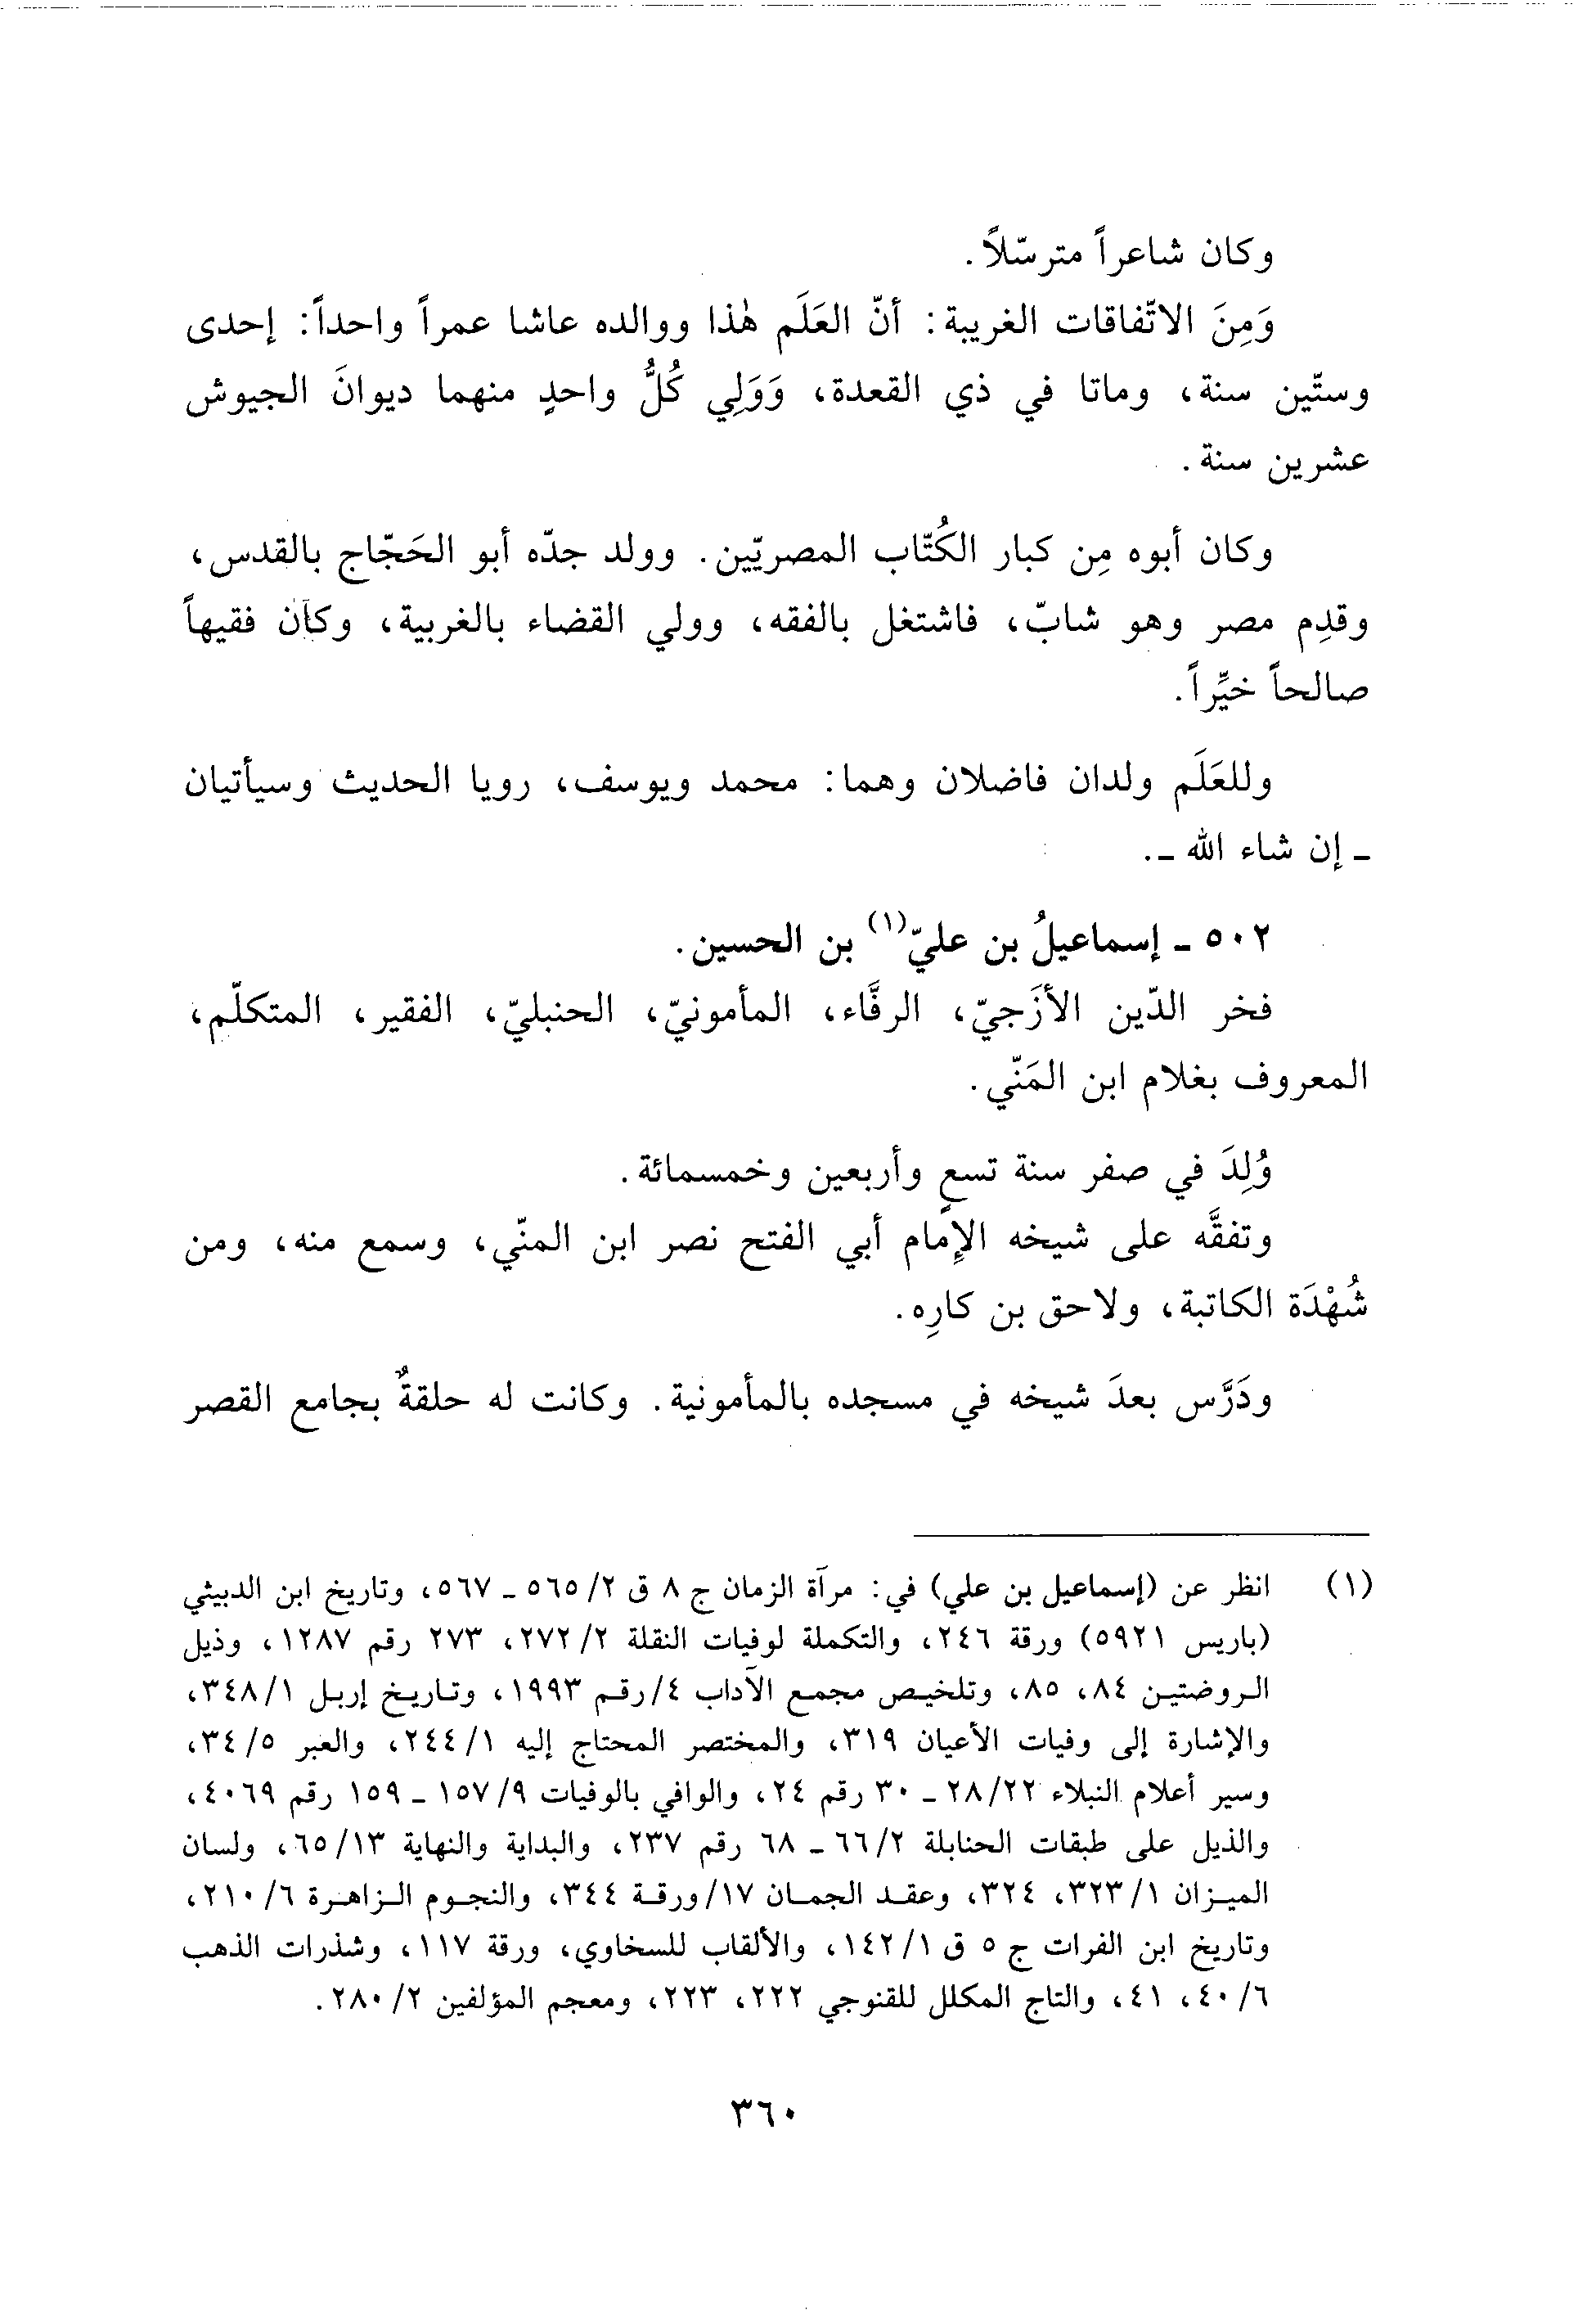 وكان شاعراً مترسّلاً.
وَمِنَ الاتّفاقات الغريبة: أنّ العَلَم هٰذا ووالده عاشا عمراً واحداً: إحدى
وستّين سنة، وماتا في ذي القعدة، وَوَلِي كُلُّ واحدٍ منهما ديوانَ الجيوش
عشرين سنة.
وكان أبوه مِن كبار الكُتّاب المصريّين. وولد جدّه أبو الحَجّاج بالقدس،
وقدِم مصر وهو شابّ، فاشتغل بالفقه، وولي القضاء بالغربية، وكان فقيهاً
صالحاً خيِّراً.
وللعَلَم ولدان فاضلان وهما: محمد ويوسف، رويا الحديث وسيأتيان
ـ إن شاء الله ـ.
٥٠٢ ـ إسماعيلُ بن عليّ(١) بن الحسين.
فخر الدّين الأزَجيّ، الرفَّاء، المأمونيّ، الحنبليّ، الفقير، المتكلّم،
المعروف بغلام ابن المَنّي.
وُلِدَ في صفر سنة تسعٍ وأربعين وخمسمائة.
وتفقَّه على شيخه الإمام أبي الفتح نصر ابن المنّي، وسمع منه، ومن
شُهْدَة الكاتبة، ولاحق بن كارِه.
ودَرَّس بعدَ شيخه في مسجده بالمأمونية. وكانت له حلقةٌ بجامع القصر
(١) انظر عن (إسماعيل بن علي) في: مرآة الزمان ج ٨ ق ٢/ ٥٦٥ ـ ٥٦٧، وتاريخ ابن الدبيثي
(باريس ٥٩٢١) ورقة ٢٤٦، والتكملة لوفيات النقلة ٢/ ٢٧٢، ٢٧٣ رقم ١٢٨٧، وذيل
الروضتين ٨٤، ٨٥، وتلخيص مجمع الآداب ٤/رقم ١٩٩٣، وتاريخ إربل ١/ ٣٤٨،
والإشارة إلى وفيات الأعيان ٣١٩، والمختصر المحتاج إليه ١/ ٢٤٤، والعبر ٥/ ٣٤،
وسير أعلام النبلاء ٢٢/ ٢٨ ـ ٣٠ رقم ٢٤، والوافي بالوفيات ٩/ ١٥٧ ـ ١٥٩ رقم ٤٠٦٩،
والذيل على طبقات الحنابلة ٢/ ٦٦ ـ ٦٨ رقم ٢٣٧، والبداية والنهاية ١٣/ ٦٥، ولسان
الميزان ١/ ٣٢٣، ٣٢٤، وعقد الجمان ١٧/ورقة ٣٤٤، والنجوم الزاهرة ٦/ ٢١٠،
وتاريخ ابن الفرات ج ٥ ق ١/ ١٤٢، والألقاب للسخاوي، ورقة ١١٧، وشذرات الذهب
٦/ ٤٠، ٤١، والتاج المكلل للقنوجي ٢٢٢، ٢٢٣، ومعجم المؤلفين ٢/ ٢٨٠.
٣٦٠